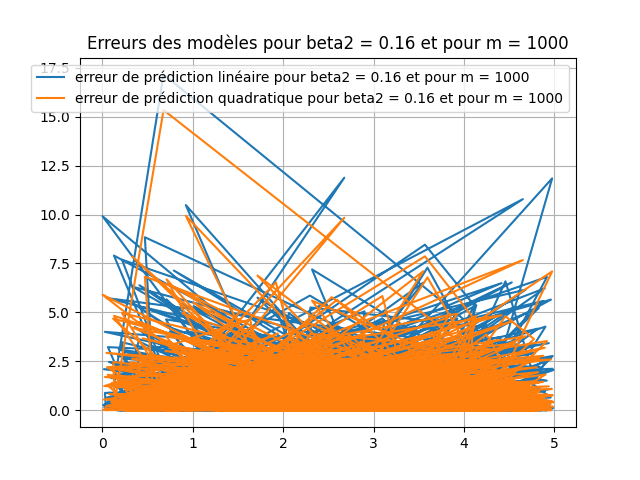 Erreurs des modèles pour beta2 = 0.16 et pour m = 1000
erreur de prédiction linéaire pour beta2 = 0.16 et pour m = 1000
erreur de prédiction quadratique pour beta2 = 0.16 et pour m = 1000
17.5
15.0
12.5
10.0
7.5
5.0
2.5
0.0
0 1 2 3 4 5